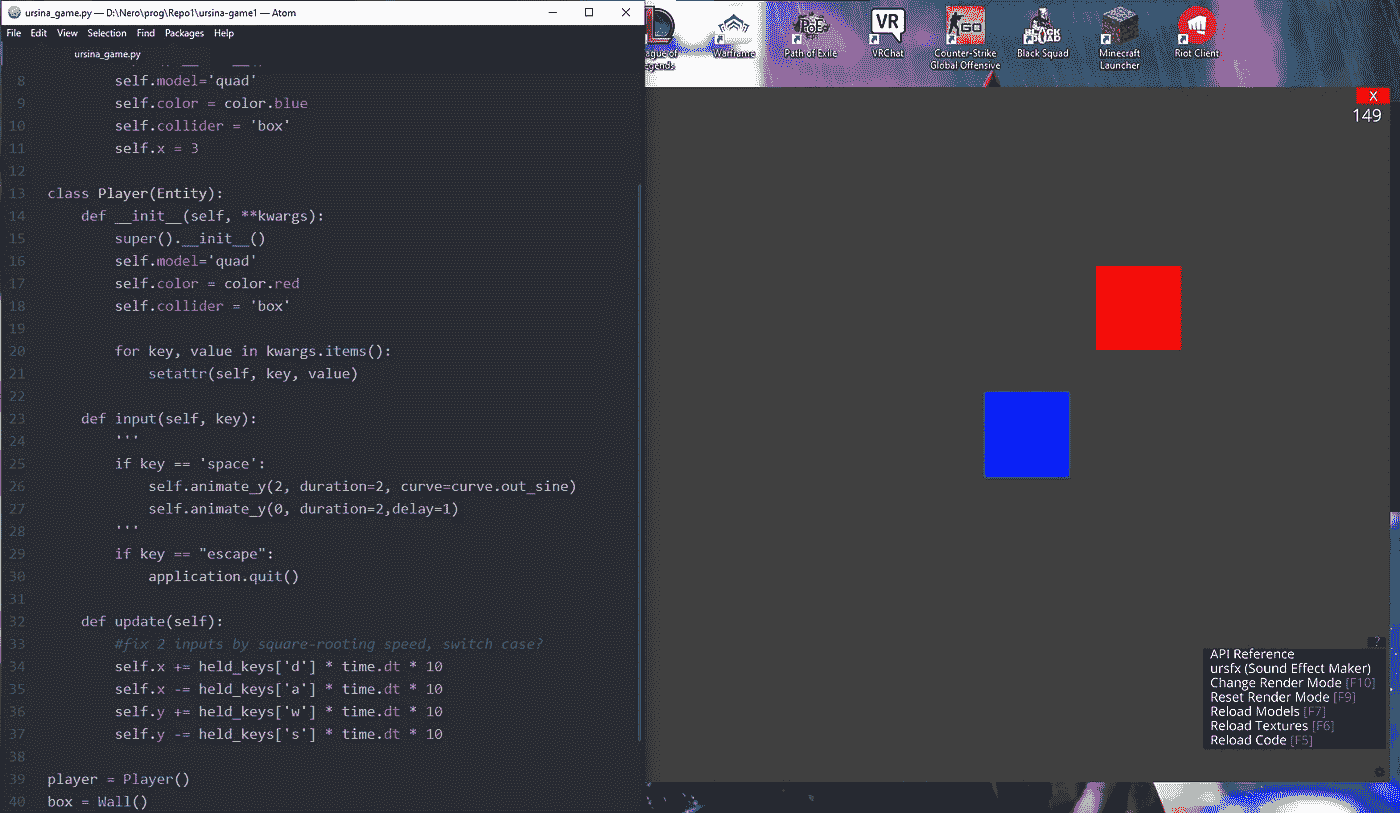 ursina_game.py — D:\Nero\prog\Repo1\ursina-game1 — Atom
File Edit View Selection Find Packages Help
ursina_game.py
8 self.model='quad'
9 self.color = color.blue
10 self.collider = 'box'
11 self.x = 3
12
13 class Player(Entity):
14 def __init__(self, **kwargs):
15 super().__init__()
16 self.model='quad'
17 self.color = color.red
18 self.collider = 'box'
19
20 for key, value in kwargs.items():
21 setattr(self, key, value)
22
23 def input(self, key):
24 '''
25 if key == 'space':
26 self.animate_y(2, duration=2, curve=curve.out_sine)
27 self.animate_y(0, duration=2,delay=1)
28 '''
29 if key == "escape":
30 application.quit()
31
32 def update(self):
33 #fix 2 inputs by square-rooting speed, switch case?
34 self.x += held_keys['d'] * time.dt * 10
35 self.x -= held_keys['a'] * time.dt * 10
36 self.y += held_keys['w'] * time.dt * 10
37 self.y -= held_keys['s'] * time.dt * 10
38
39 player = Player()
40 box = Wall()
Warframe
PoE
Path of Exile
VR
VRChat
GO
Counter-Strike
Global Offensive
Black Squad
Minecraft
Launcher
Riot Client
X
149
?
API Reference
ursfx (Sound Effect Maker)
Change Render Mode [F10]
Reset Render Mode [F9]
Reload Models [F7]
Reload Textures [F6]
Reload Code [F5]